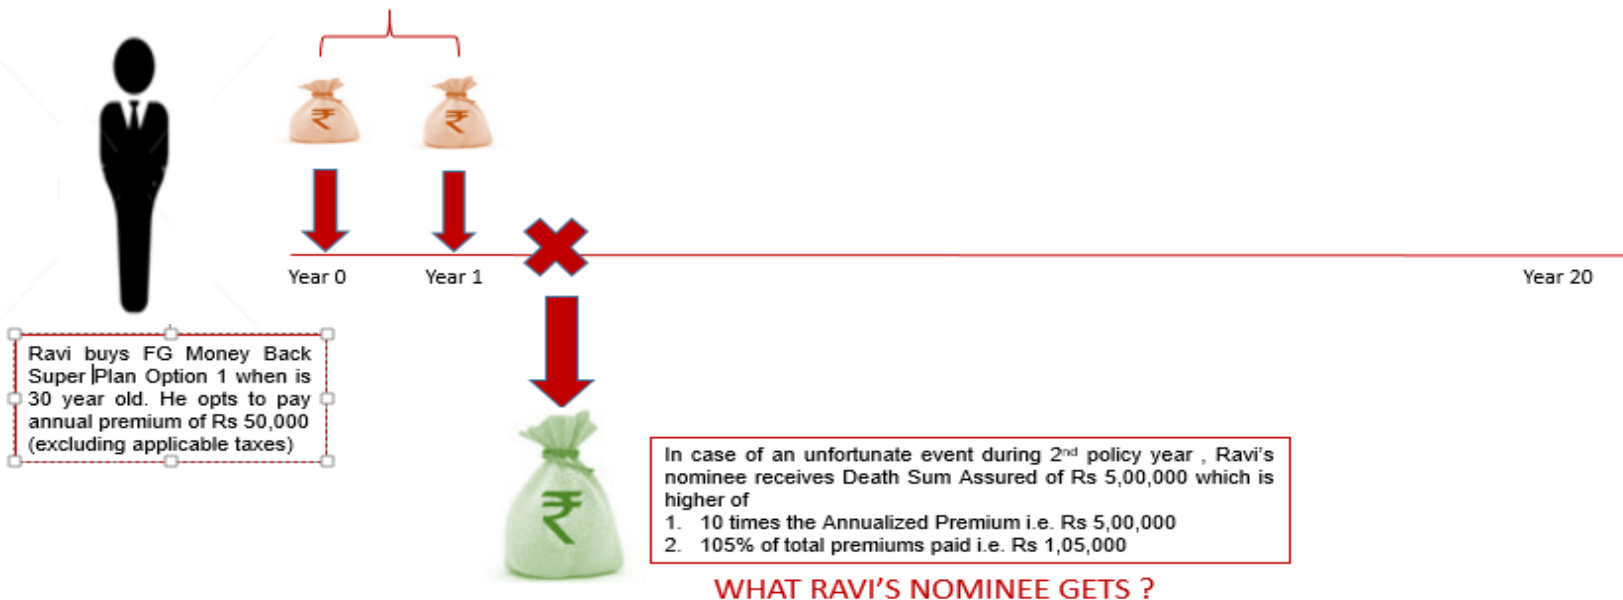 ₹ ₹
Year 0 Year 1 Year 20
Ravi buys FG Money Back
Super Plan Option 1 when is
30 year old. He opts to pay
annual premium of Rs 50,000
(excluding applicable taxes)
₹
In case of an unfortunate event during 2nd policy year , Ravi's
nominee receives Death Sum Assured of Rs 5,00,000 which is
higher of
1. 10 times the Annualized Premium i.e. Rs 5,00,000
2. 105% of total premiums paid i.e. Rs 1,05,000
WHAT RAVI'S NOMINEE GETS ?